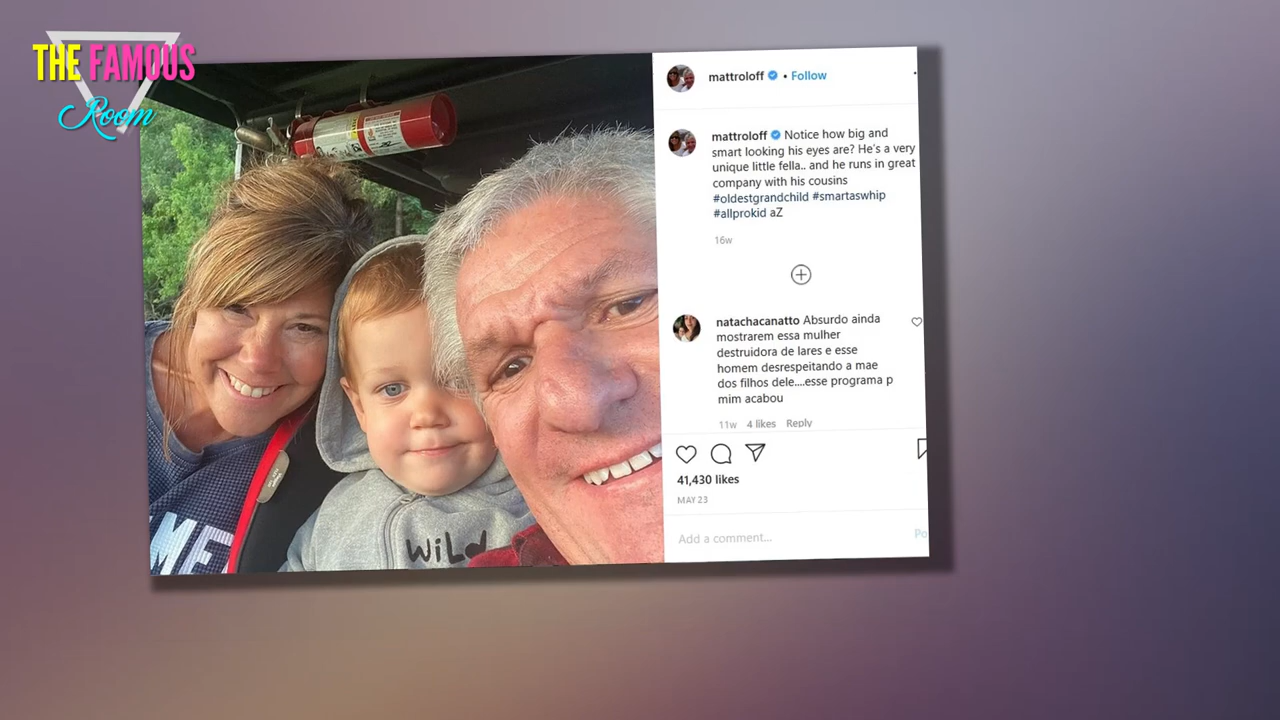 THE FAMOUS
Room
mattroloff • Follow
mattroloff Notice how big and
smart looking his eyes are? He's a very
unique little fella.. and he runs in great
company with his cousins
#oldestgrandchild #smartaswhip
#allprokid aZ
16w
natachacanatto Absurdo ainda
mostrarem essa mulher
destruidora de lares e esse
homem desrespeitando a mae
dos filhos dele....esse programa p
mim acabou
11w 4 likes Reply
41,430 likes
MAY 23
Add a comment...
Po
WiLd
ME